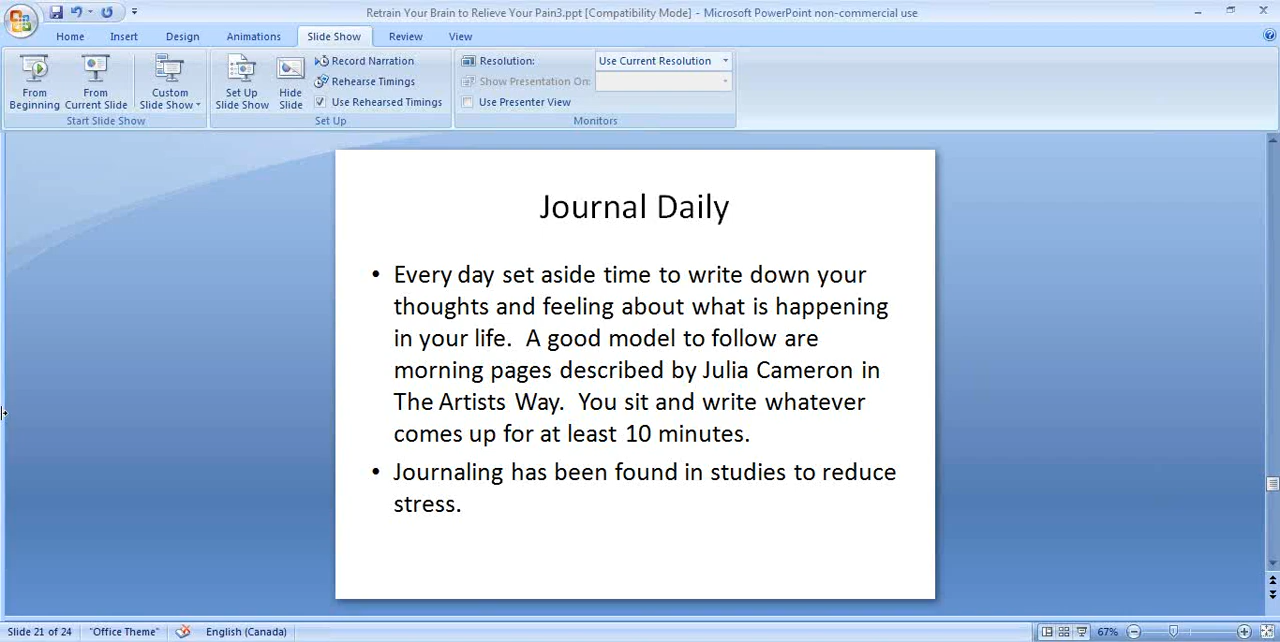 Retrain Your Brain to Relieve Your Pain3.ppt [Compatibility Mode] - Microsoft PowerPoint non-commercial use
Home Insert Design Animations Slide Show Review View
From Beginning
From Current Slide
Custom Slide Show
Start Slide Show
Set Up Slide Show
Hide Slide
Record Narration
Rehearse Timings
Use Rehearsed Timings
Set Up
Resolution: Use Current Resolution
Show Presentation On:
Use Presenter View
Monitors
Journal Daily
• Every day set aside time to write down your
thoughts and feeling about what is happening
in your life.  A good model to follow are
morning pages described by Julia Cameron in
The Artists Way.  You sit and write whatever
comes up for at least 10 minutes.
• Journaling has been found in studies to reduce
stress.
Slide 21 of 24 "Office Theme" English (Canada) 67%